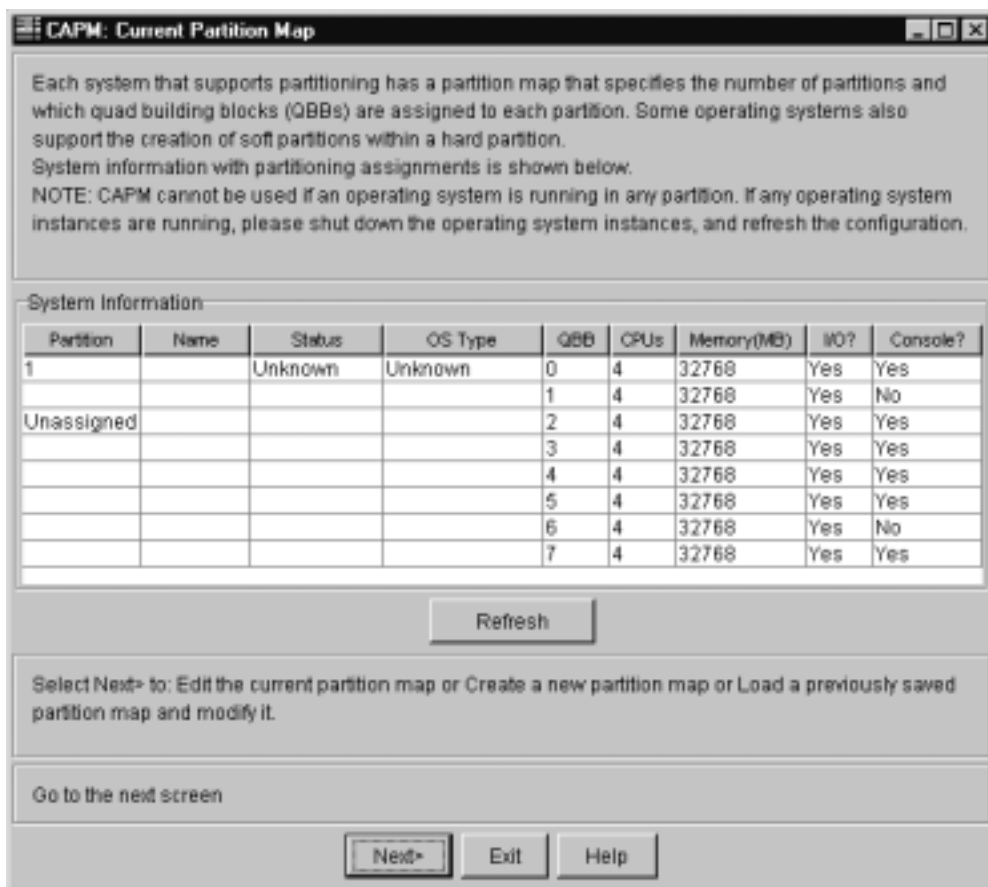 CAPM: Current Partition Map
Each system that supports partitioning has a partition map that specifies the number of partitions and
which quad building blocks (QBBs) are assigned to each partition. Some operating systems also
support the creation of soft partitions within a hard partition.
System information with partitioning assignments is shown below.
NOTE: CAPM cannot be used if an operating system is running in any partition. If any operating system
instances are running, please shut down the operating system instances, and refresh the configuration.
System Information
Partition Name Status OS Type QBB CPUs Memory(MB) I/O? Console?
1 Unknown Unknown 0 4 32768 Yes Yes
1 4 32768 Yes No
Unassigned 2 4 32768 Yes Yes
3 4 32768 Yes Yes
4 4 32768 Yes Yes
5 4 32768 Yes Yes
6 4 32768 Yes No
7 4 32768 Yes Yes
Refresh
Select Next> to: Edit the current partition map or Create a new partition map or Load a previously saved
partition map and modify it.
Go to the next screen
Next> Exit Help